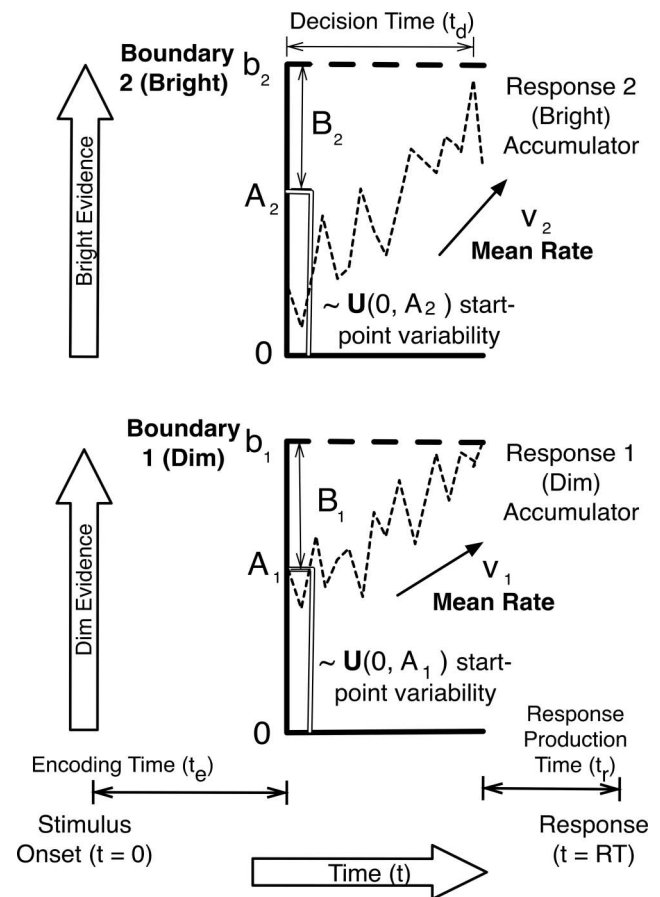 Decision Time (t_d)
Boundary
2 (Bright)
b_2
B_2
Response 2
(Bright)
Accumulator
Bright Evidence
A_2
v_2
Mean Rate
~ U(0, A_2) start-
point variability
0
Boundary
1 (Dim)
b_1
B_1
Response 1
(Dim)
Accumulator
Dim Evidence
A_1
v_1
Mean Rate
~ U(0, A_1) start-
point variability
0
Response
Production
Time (t_r)
Encoding Time (t_e)
Stimulus
Onset (t = 0)
Response
(t = RT)
Time (t)